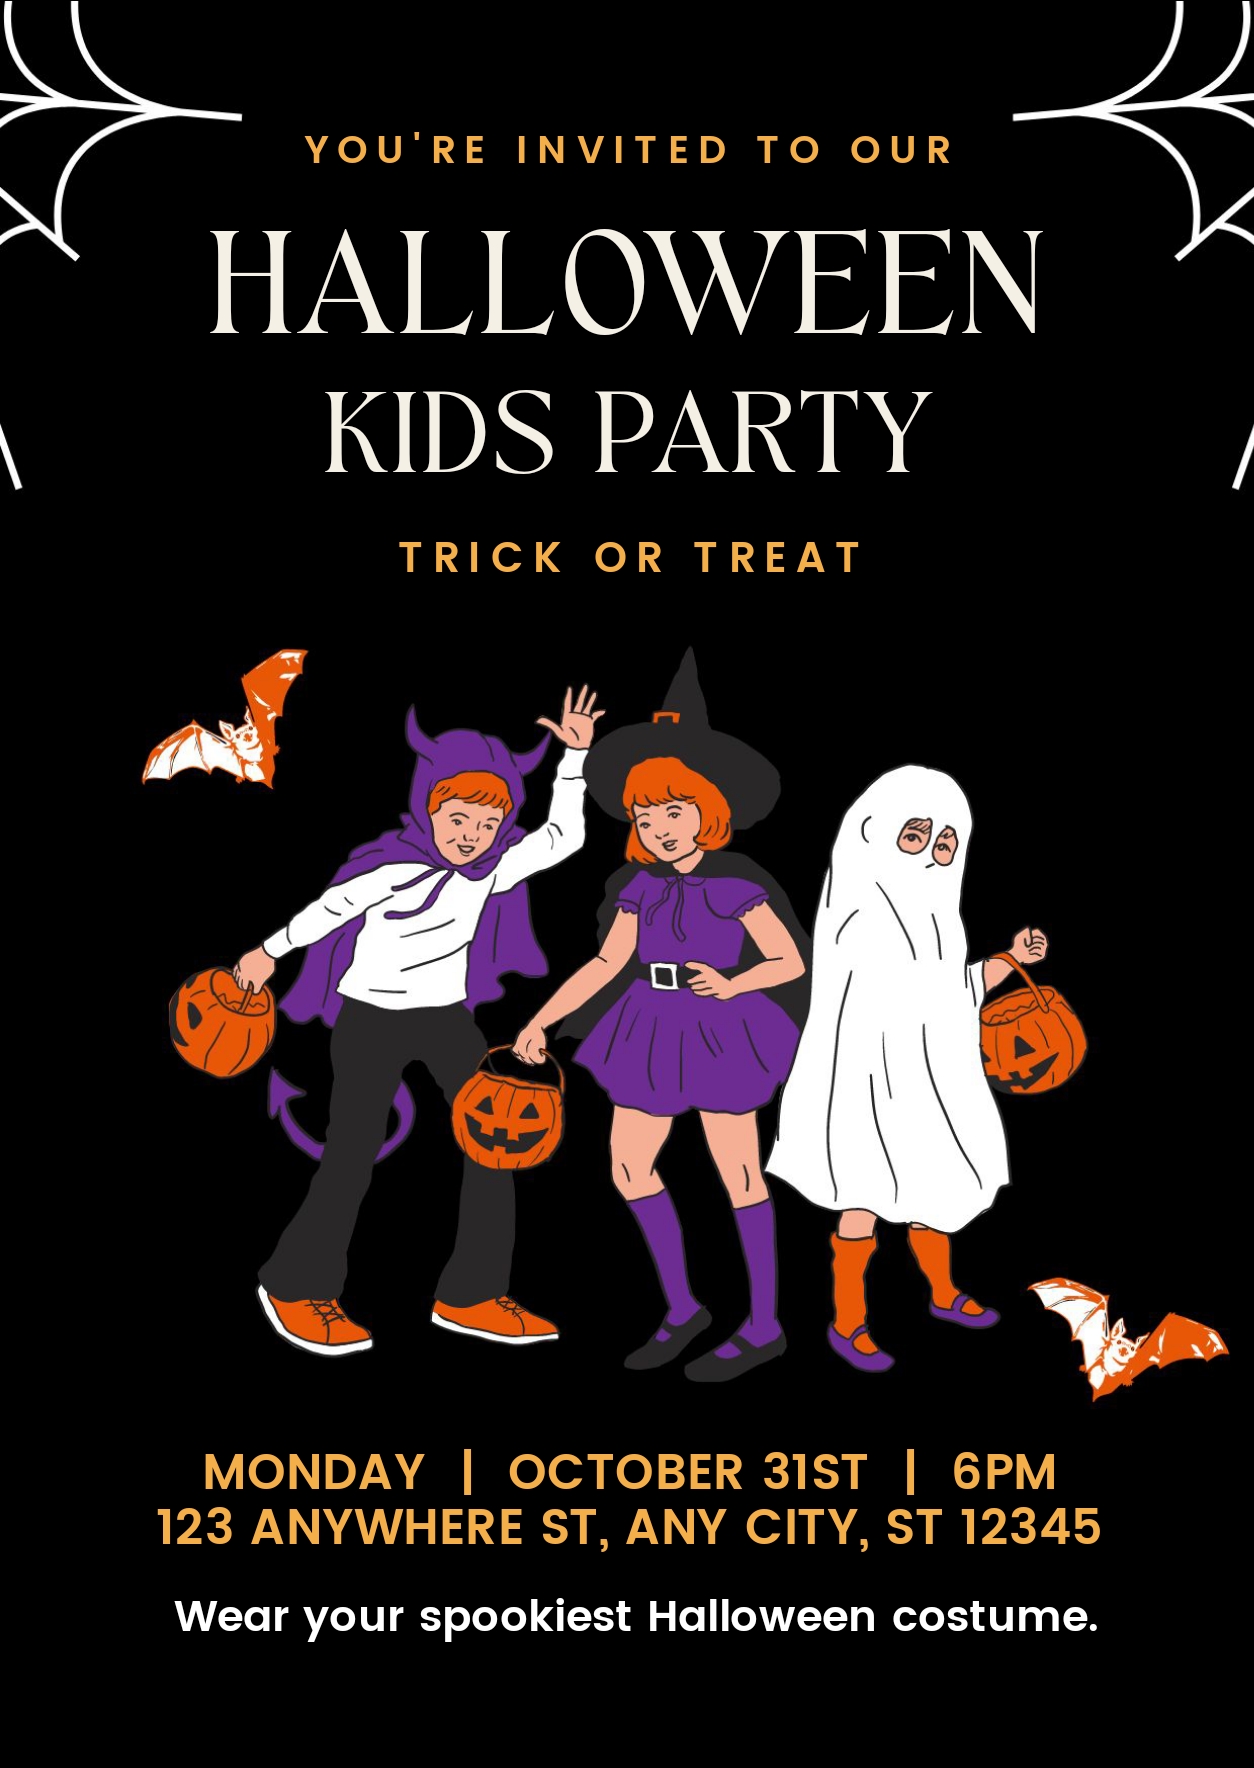 YOU'RE INVITED TO OUR
HALLOWEEN
KIDS PARTY
TRICK OR TREAT
MONDAY | OCTOBER 31ST | 6PM
123 ANYWHERE ST, ANY CITY, ST 12345
Wear your spookiest Halloween costume.